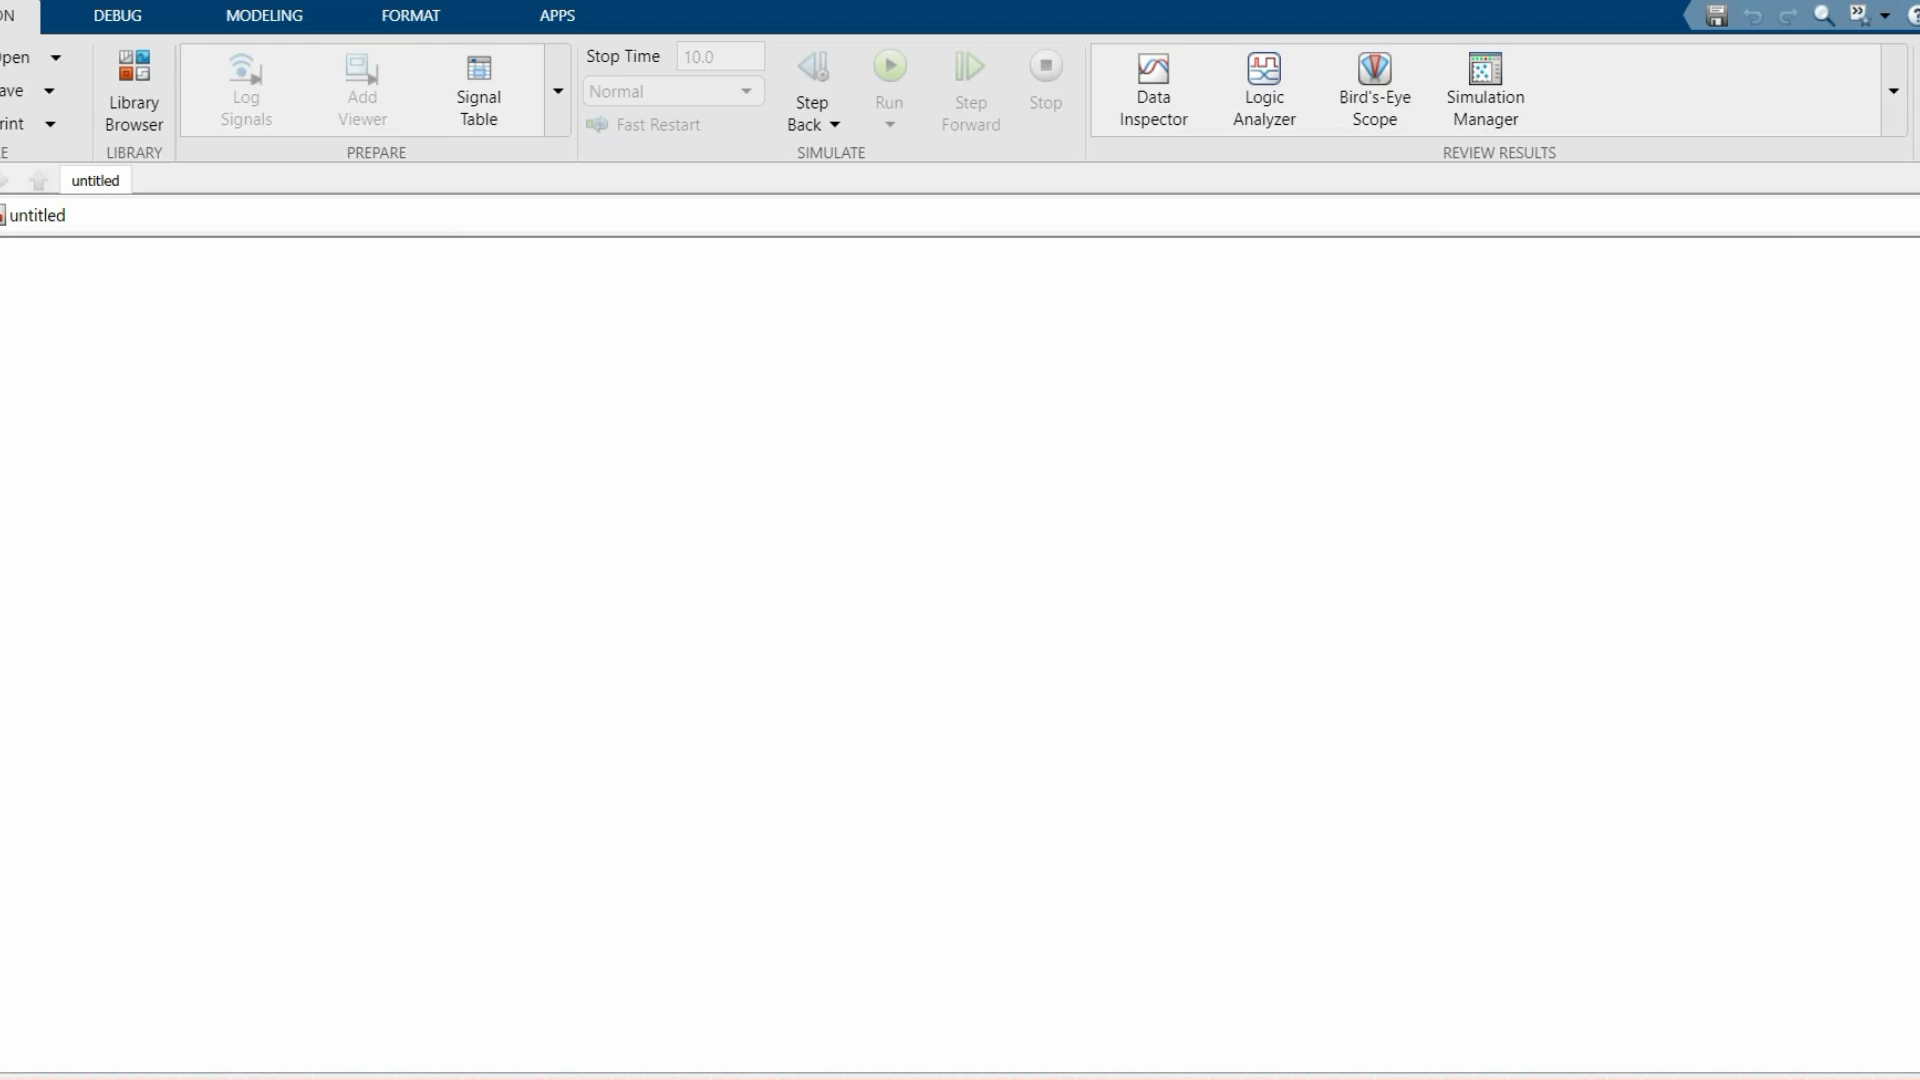 ON DEBUG MODELING FORMAT APPS
pen
ave
rint
E
Library
Browser
LIBRARY
Log
Signals
Add
Viewer
Signal
Table
PREPARE
Stop Time 10.0
Normal
Fast Restart
Step
Back
Run
Step
Forward
Stop
SIMULATE
Data
Inspector
Logic
Analyzer
Bird's-Eye
Scope
Simulation
Manager
REVIEW RESULTS
untitled
untitled